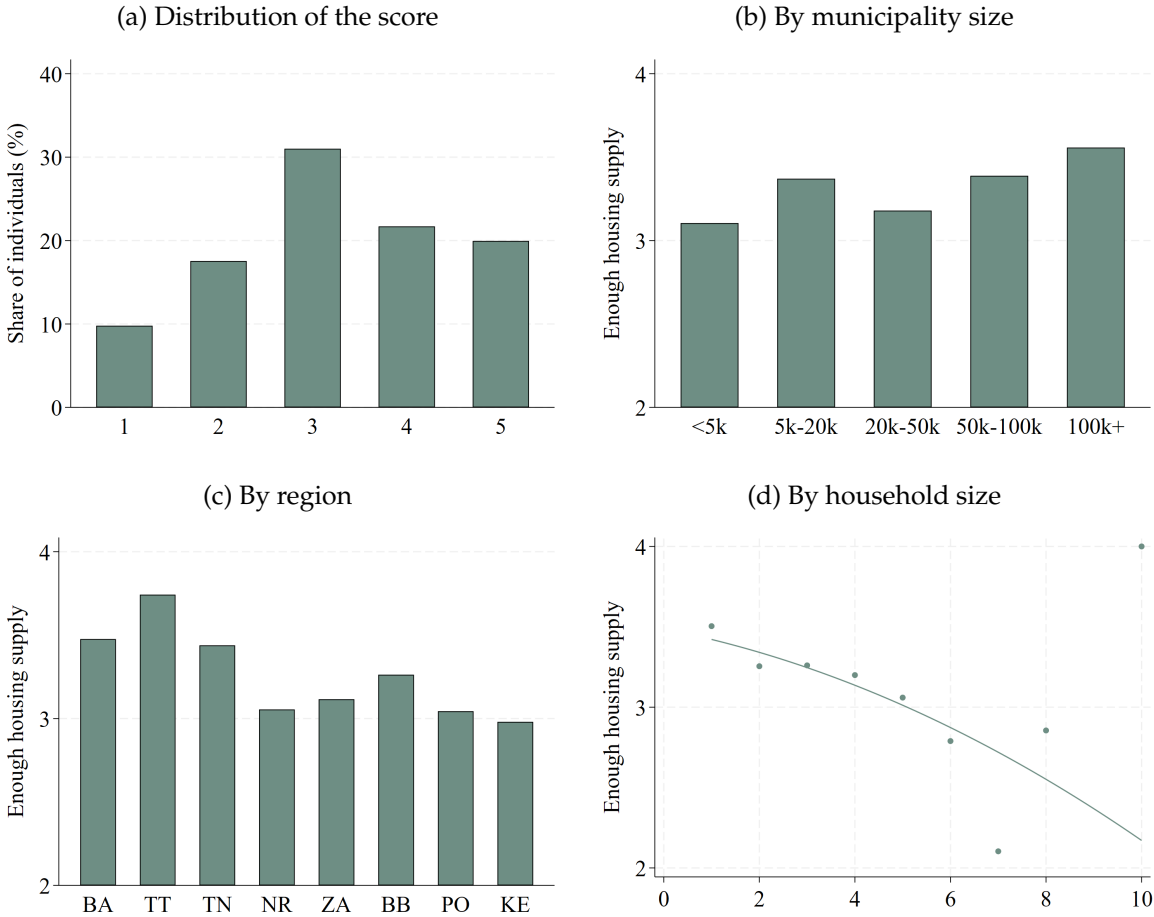 (a) Distribution of the score
Share of individuals (%)
40
30
20
10
0
1 2 3 4 5
(b) By municipality size
Enough housing supply
4
3
2
<5k 5k-20k 20k-50k 50k-100k 100k+
(c) By region
Enough housing supply
4
3
2
BA TT TN NR ZA BB PO KE
(d) By household size
Enough housing supply
4
3
2
0 2 4 6 8 10